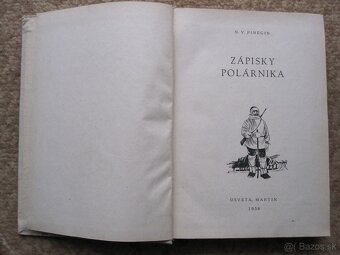 N. V. PINEGIN
ZÁPISKY
POLÁRNIKA
OSVETA, MARTIN
1958
Bazos.sk